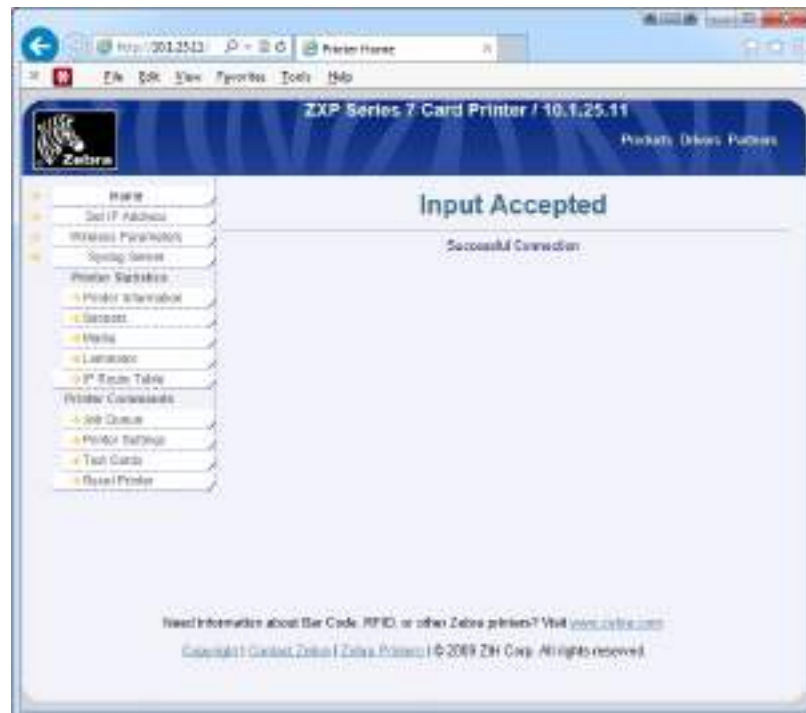 Printer Home
File Edit View Favorites Tools Help
ZXP Series 7 Card Printer / 10.1.25.11
Zebra
Products Drivers Partners
Home
Set IP Address
Wireless Parameters
Syslog Server
Printer Statistics
Printer Information
Sensors
Media
Laminator
IP Route Table
Printer Commands
Job Queue
Printer Settings
Test Cards
Reset Printer
Input Accepted
Successful Connection
Need Information about Bar Code, RFID, or other Zebra printers? Visit www.zebra.com
Copyright | Contact Zebra | Zebra Printers | © 2009 ZIH Corp. All rights reserved.